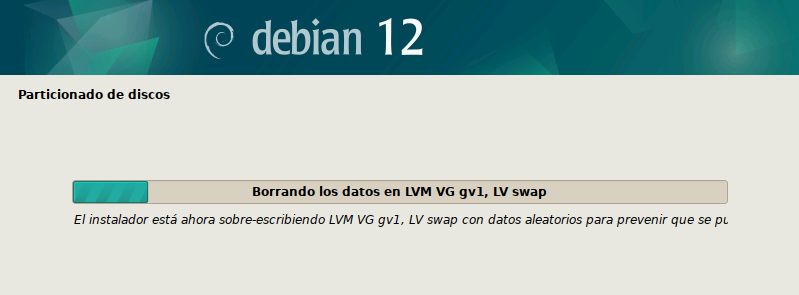 debian 12
Particionado de discos
Borrando los datos en LVM VG gv1, LV swap
El instalador está ahora sobre-escribiendo LVM VG gv1, LV swap con datos aleatorios para prevenir que se